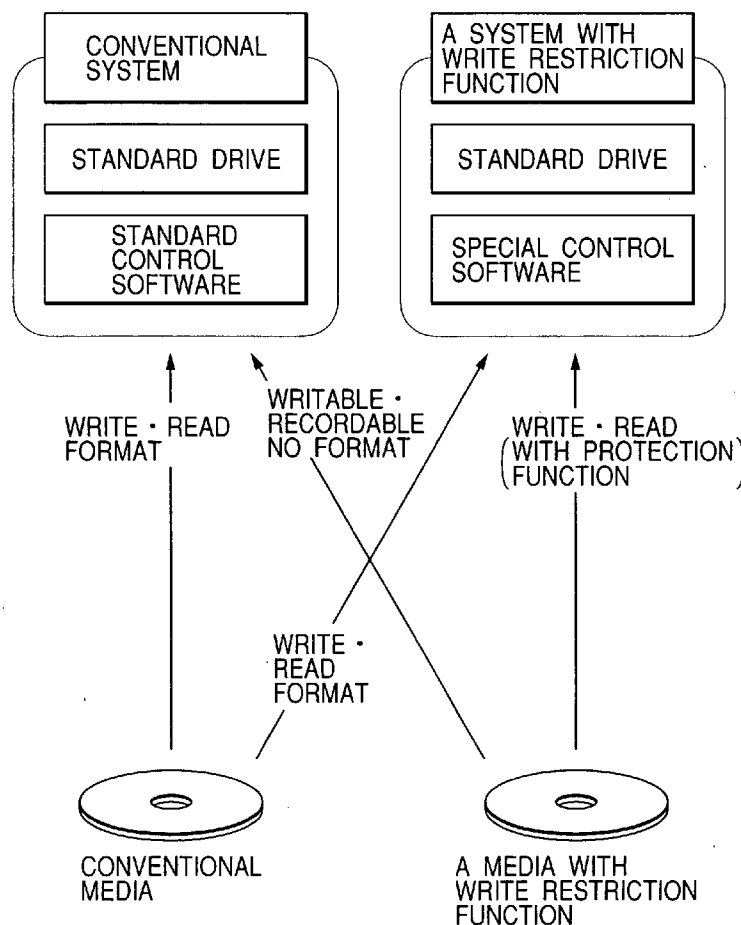 CONVENTIONAL
SYSTEM
STANDARD DRIVE
STANDARD
CONTROL
SOFTWARE
A SYSTEM WITH
WRITE RESTRICTION
FUNCTION
STANDARD DRIVE
SPECIAL CONTROL
SOFTWARE
WRITE・READ
FORMAT
WRITABLE・
RECORDABLE
NO FORMAT
WRITE・READ
(WITH PROTECTION)
FUNCTION
WRITE・
READ
FORMAT
CONVENTIONAL
MEDIA
A MEDIA WITH
WRITE RESTRICTION
FUNCTION